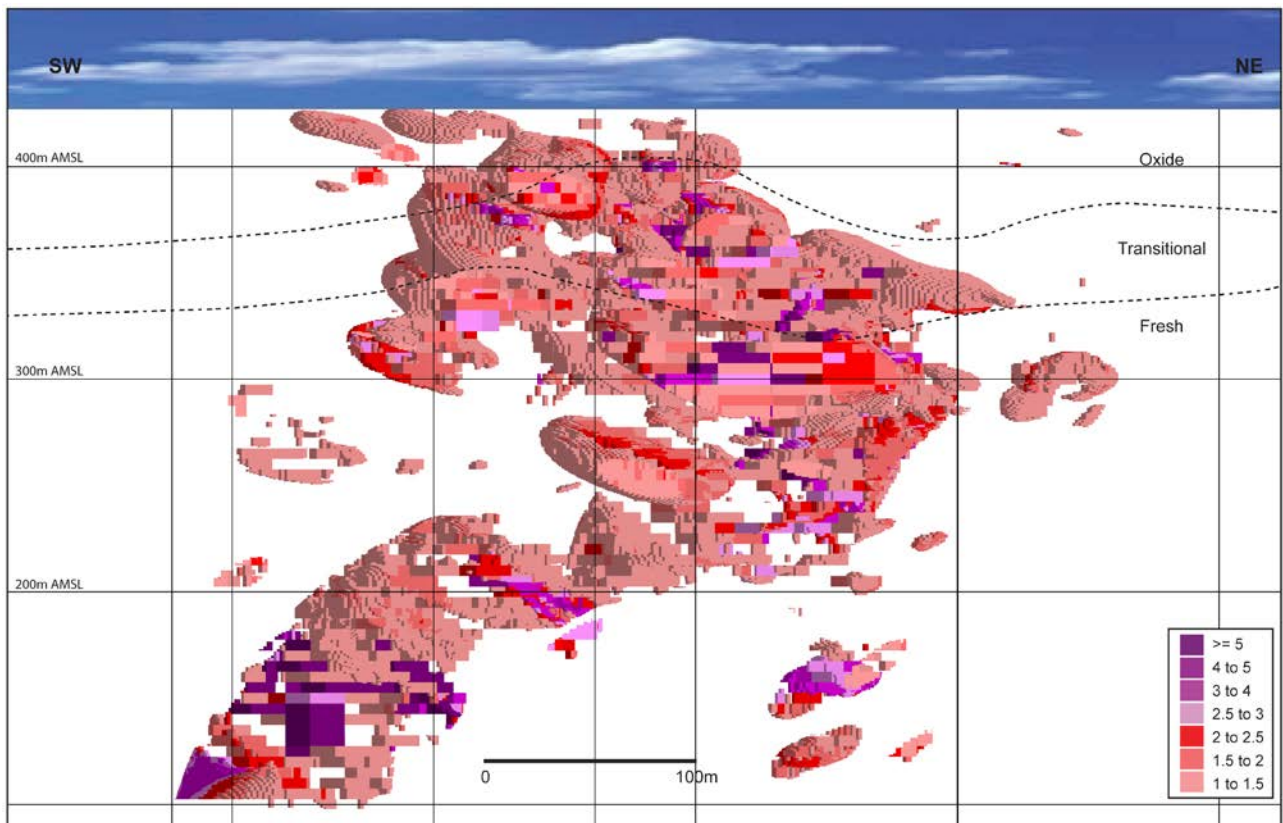 SW
NE
400m AMSL
Oxide
Transitional
Fresh
300m AMSL
200m AMSL
>= 5
4 to 5
3 to 4
2.5 to 3
2 to 2.5
1.5 to 2
1 to 1.5
0
100m